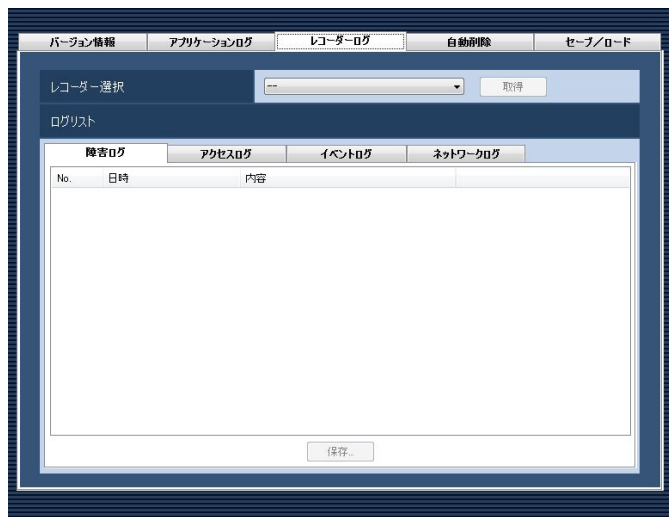 バージョン情報 アプリケーションログ レコーダーログ 自動削除 セーブ／ロード
レコーダー選択 -- 取得
ログリスト
障害ログ アクセスログ イベントログ ネットワークログ
No. 日時 内容
保存...